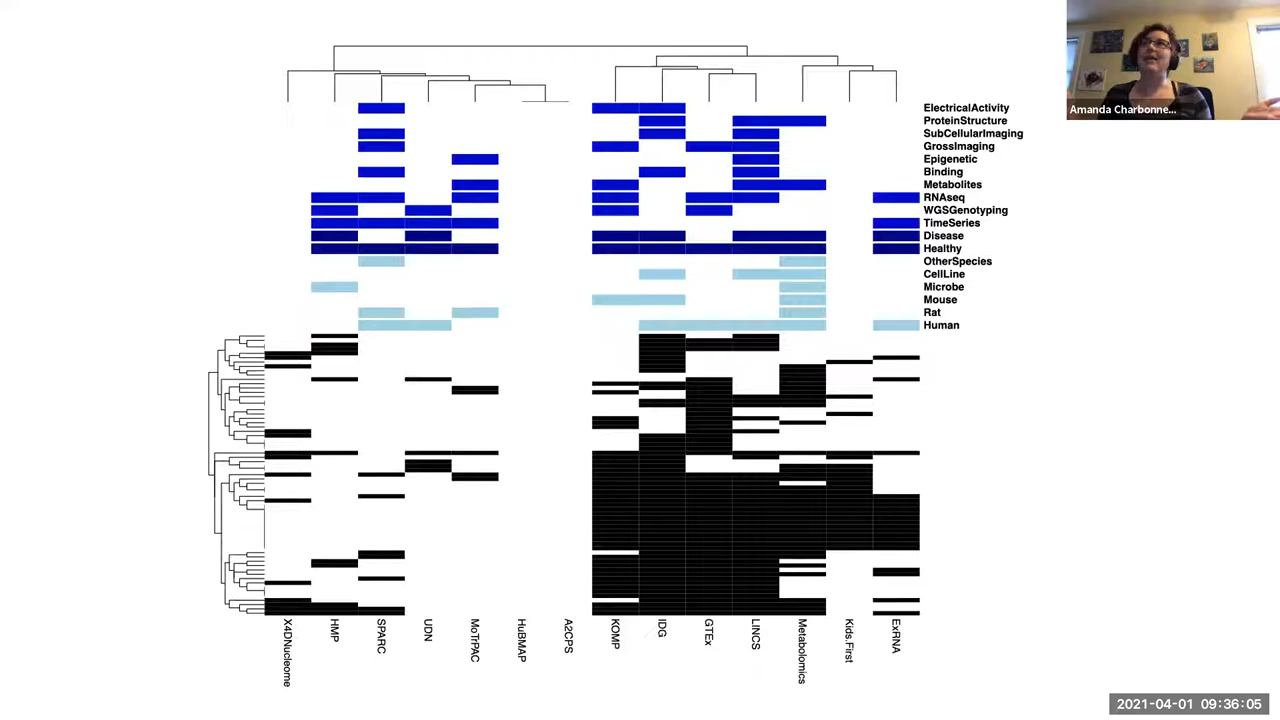 ElectricalActivity
ProteinStructure
SubCellularImaging
GrossImaging
Epigenetic
Binding
Metabolites
RNAseq
WGSGenotyping
TimeSeries
Disease
Healthy
OtherSpecies
CellLine
Microbe
Mouse
Rat
Human
Amanda Charbonne...
X4DNucleome
HMP
SPARC
UDN
MoTrPAC
HuBMAP
A2CPS
KOMP
IDG
GTEx
LINCS
Metabolomics
Kids.First
ExRNA
2021-04-01 09:36:05